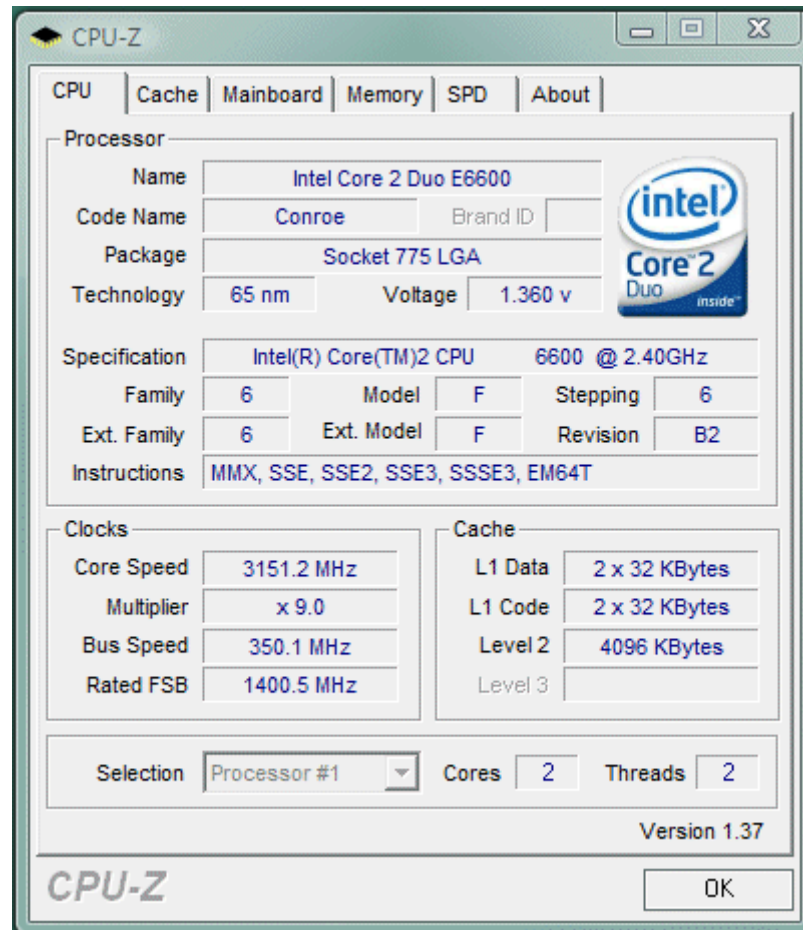 CPU-Z
CPU Cache Mainboard Memory SPD About
Processor
Name Intel Core 2 Duo E6600
Code Name Conroe Brand ID
Package Socket 775 LGA
Technology 65 nm Voltage 1.360 v
intel
Core™2
Duo inside™
Specification Intel(R) Core(TM)2 CPU 6600 @ 2.40GHz
Family 6 Model F Stepping 6
Ext. Family 6 Ext. Model F Revision B2
Instructions MMX, SSE, SSE2, SSE3, SSSE3, EM64T
Clocks
Core Speed 3151.2 MHz
Multiplier x 9.0
Bus Speed 350.1 MHz
Rated FSB 1400.5 MHz
Cache
L1 Data 2 x 32 KBytes
L1 Code 2 x 32 KBytes
Level 2 4096 KBytes
Level 3
Selection Processor #1 Cores 2 Threads 2
Version 1.37
CPU-Z OK